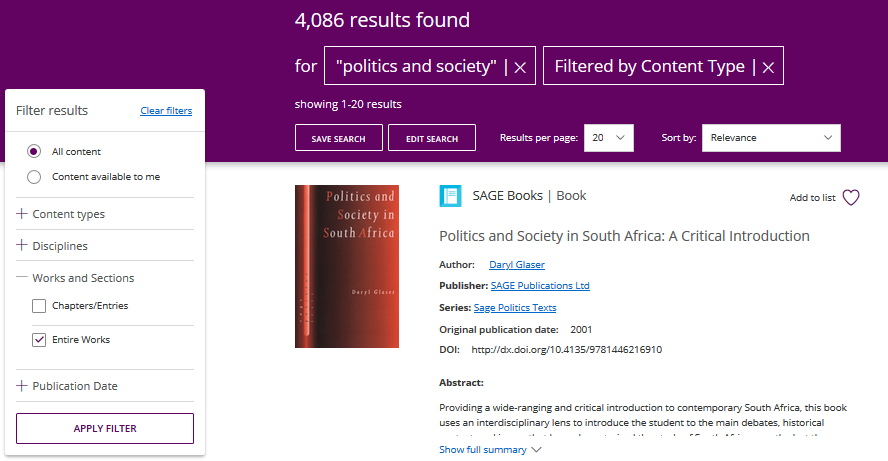 4,086 results found
for "politics and society" | × Filtered by Content Type | ×
showing 1-20 results
SAVE SEARCH EDIT SEARCH Results per page: 20 Sort by: Relevance
Filter results Clear filters
All content
Content available to me
Content types
Disciplines
Works and Sections
Chapters/Entries
Entire Works
Publication Date
APPLY FILTER
Politics and
Society in
South Africa
Daryl Glaser
SAGE Books | Book
Add to list
Politics and Society in South Africa: A Critical Introduction
Author: Daryl Glaser
Publisher: SAGE Publications Ltd
Series: Sage Politics Texts
Original publication date: 2001
DOI: http://dx.doi.org/10.4135/9781446216910
Abstract:
Providing a wide-ranging and critical introduction to contemporary South Africa, this book
uses an interdisciplinary lens to introduce the student to the main debates, historical
Show full summary